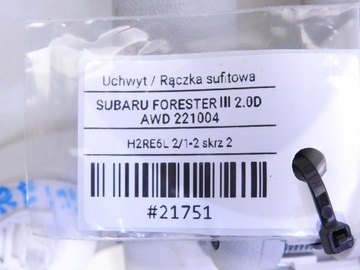 Uchwyt / Rączka sufitowa
SUBARU FORESTER III 2.0D
AWD 221004
H2RE6L 2/1-2 skrz 2
#21751